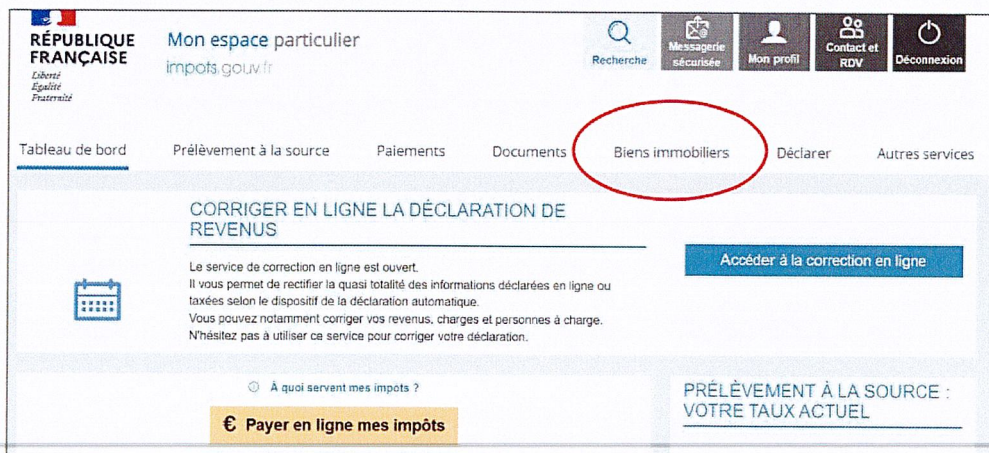 RÉPUBLIQUE
FRANÇAISE
Liberté
Égalité
Fraternité
Mon espace particulier
impots.gouv.fr
Recherche
Messagerie
sécurisée
Mon profil
Contact et
RDV
Déconnexion
Tableau de bord
Prélèvement à la source
Paiements
Documents
Biens immobiliers
Déclarer
Autres services
CORRIGER EN LIGNE LA DÉCLARATION DE
REVENUS
Le service de correction en ligne est ouvert.
Il vous permet de rectifier la quasi totalité des informations déclarées en ligne ou
taxées selon le dispositif de la déclaration automatique.
Vous pouvez notamment corriger vos revenus, charges et personnes à charge.
N'hésitez pas à utiliser ce service pour corriger votre déclaration.
Accéder à la correction en ligne
À quoi servent mes impôts ?
€ Payer en ligne mes impôts
PRÉLÈVEMENT À LA SOURCE :
VOTRE TAUX ACTUEL